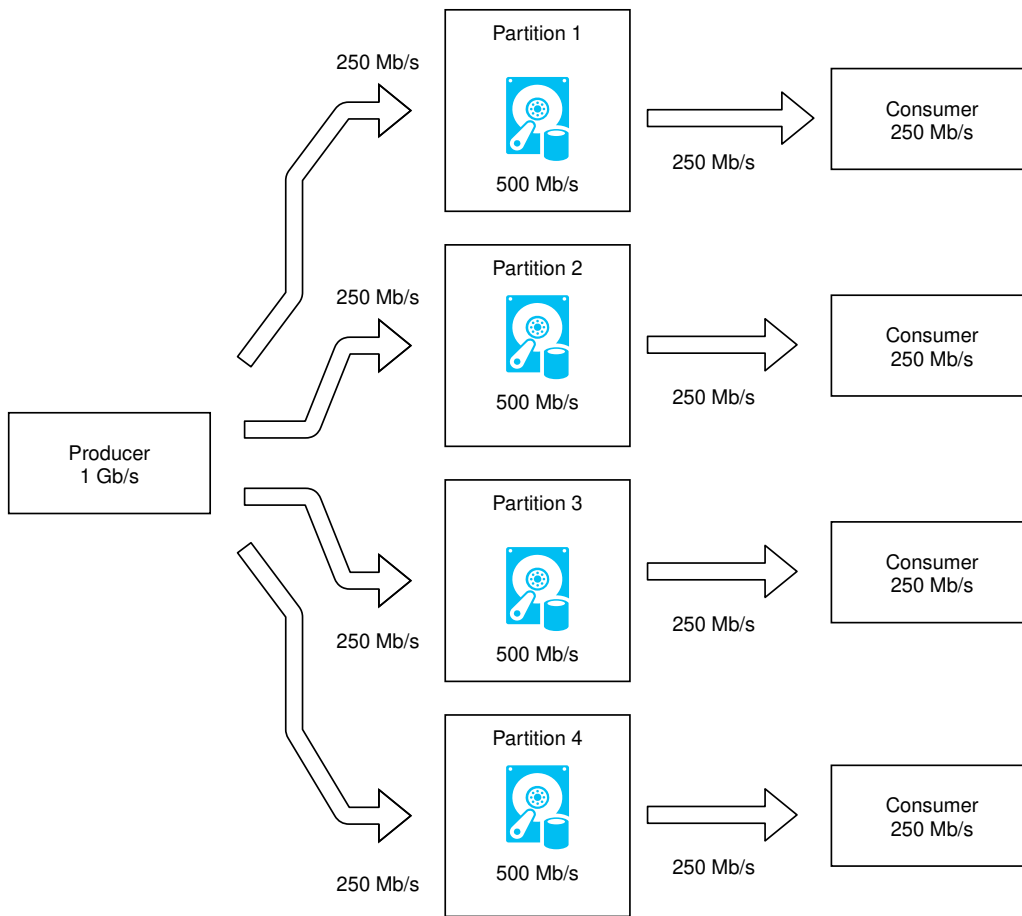 Partition 1
250 Mb/s
500 Mb/s
250 Mb/s
Consumer
250 Mb/s
Partition 2
250 Mb/s
500 Mb/s
250 Mb/s
Consumer
250 Mb/s
Producer
1 Gb/s
Partition 3
250 Mb/s
500 Mb/s
250 Mb/s
Consumer
250 Mb/s
Partition 4
250 Mb/s
500 Mb/s
250 Mb/s
Consumer
250 Mb/s